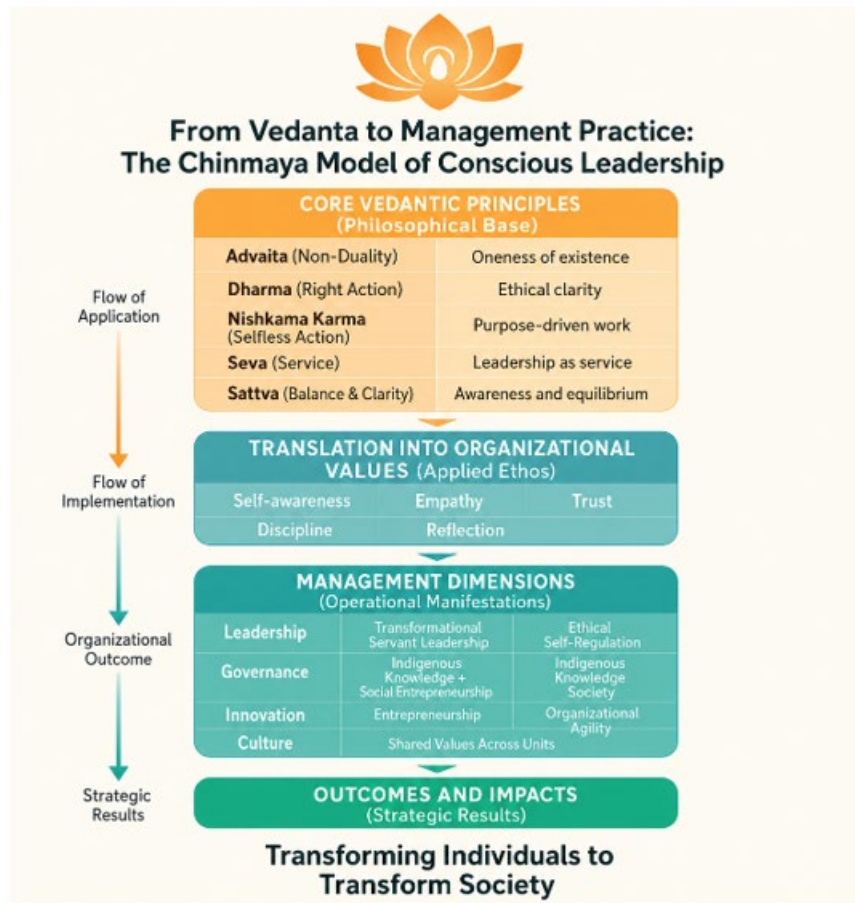 From Vedanta to Management Practice:
The Chinmaya Model of Conscious Leadership
CORE VEDANTIC PRINCIPLES
(Philosophical Base)
Advaita (Non-Duality) Oneness of existence
Dharma (Right Action) Ethical clarity
Nishkama Karma
(Selfless Action)
Purpose-driven work
Seva (Service) Leadership as service
Sattva (Balance & Clarity) Awareness and equilibrium
Flow of
Application
TRANSLATION INTO ORGANIZATIONAL
VALUES (Applied Ethos)
Self-awareness Empathy Trust
Discipline Reflection
Flow of
Implementation
MANAGEMENT DIMENSIONS
(Operational Manifestations)
Leadership
Transformational
Servant Leadership
Ethical
Self-Regulation
Governance
Indigenous
Knowledge +
Social Entrepreneurship
Indigenous
Knowledge
Society
Innovation
Entrepreneurship
Organizational
Agility
Culture
Shared Values Across Units
Organizational
Outcome
OUTCOMES AND IMPACTS
(Strategic Results)
Strategic
Results
Transforming Individuals to
Transform Society